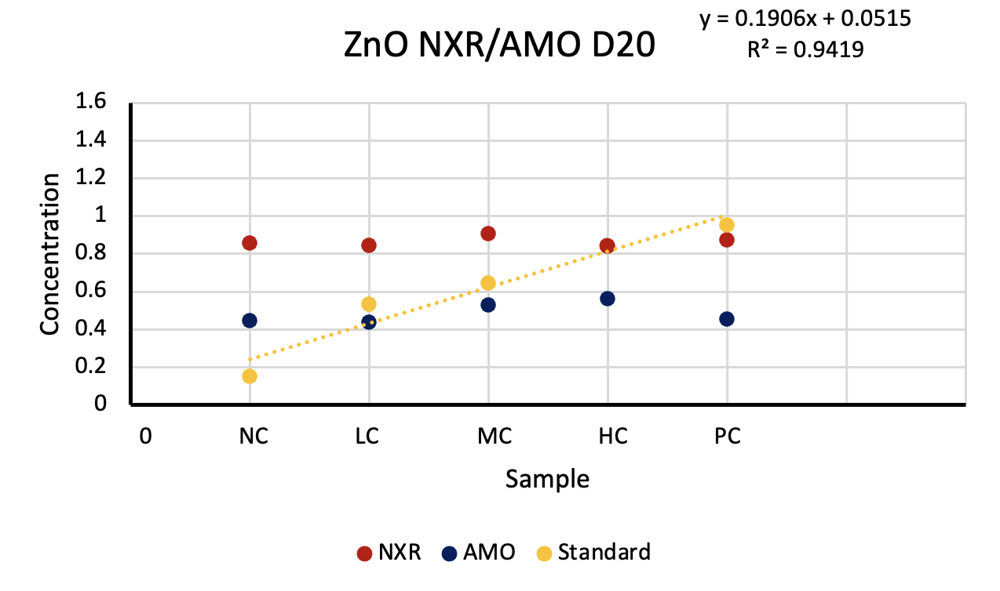 y = 0.1906x + 0.0515
R² = 0.9419
ZnO NXR/AMO D20
1.6
1.4
1.2
1
0.8
0.6
0.4
0.2
0
Concentration
0 NC LC MC HC PC
Sample
NXR AMO Standard